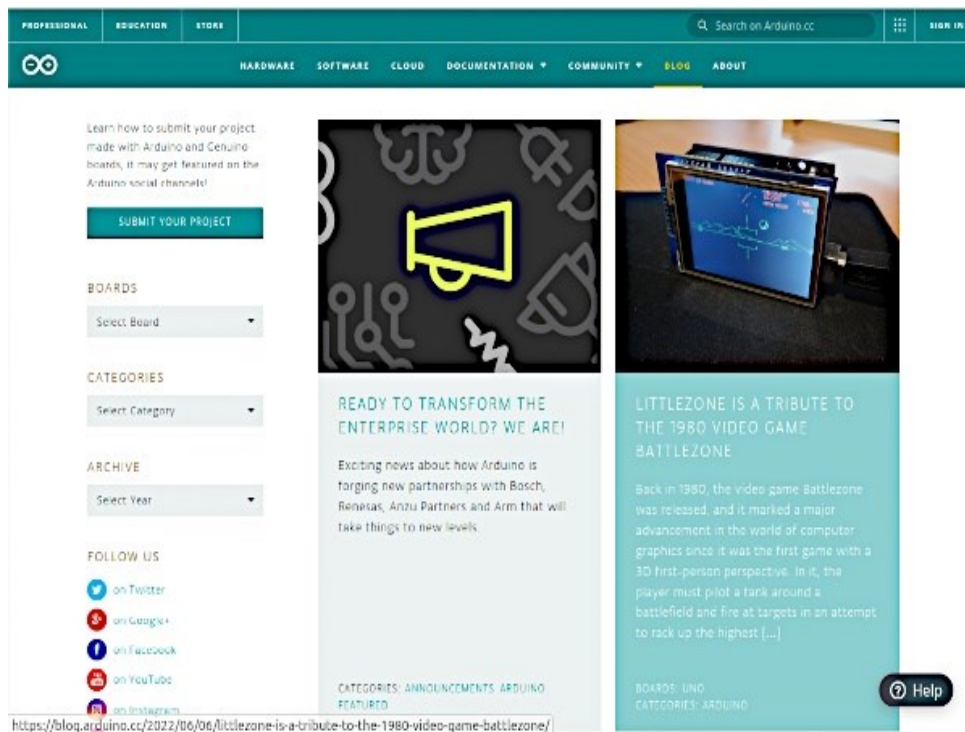 PROFESSIONAL EDUCATION STORE
Search on Arduino.cc
SIGN IN
HARDWARE SOFTWARE CLOUD DOCUMENTATION COMMUNITY BLOG ABOUT
Learn how to submit your project
made with Arduino and Genuino
boards, it may get featured on the
Arduino social channels!
SUBMIT YOUR PROJECT
BOARDS
Select Board
CATEGORIES
Select Category
ARCHIVE
Select Year
FOLLOW US
on Twitter
on Google+
on Facebook
on YouTube
on Instagram
READY TO TRANSFORM THE
ENTERPRISE WORLD? WE ARE!
Exciting news about how Arduino is
forging new partnerships with Bosch,
Renesas, Anzu Partners and Arm that will
take things to new levels.
CATEGORIES: ANNOUNCEMENTS ARDUINO
FEATURED
LITTLEZONE IS A TRIBUTE TO
THE 1980 VIDEO GAME
BATTLEZONE
Back in 1980, the video game Battlezone
was released, and it marked a major
advancement in the world of computer
graphics since it was the first game with a
3D first-person perspective. In it, the
player must pilot a tank around a
battlefield and fire at targets in an attempt
to rack up the highest [...]
BOARDS: UNO
CATEGORIES: ARDUINO
Help
https://blog.arduino.cc/2022/06/06/littlezone-is-a-tribute-to-the-1980-video-game-battlezone/